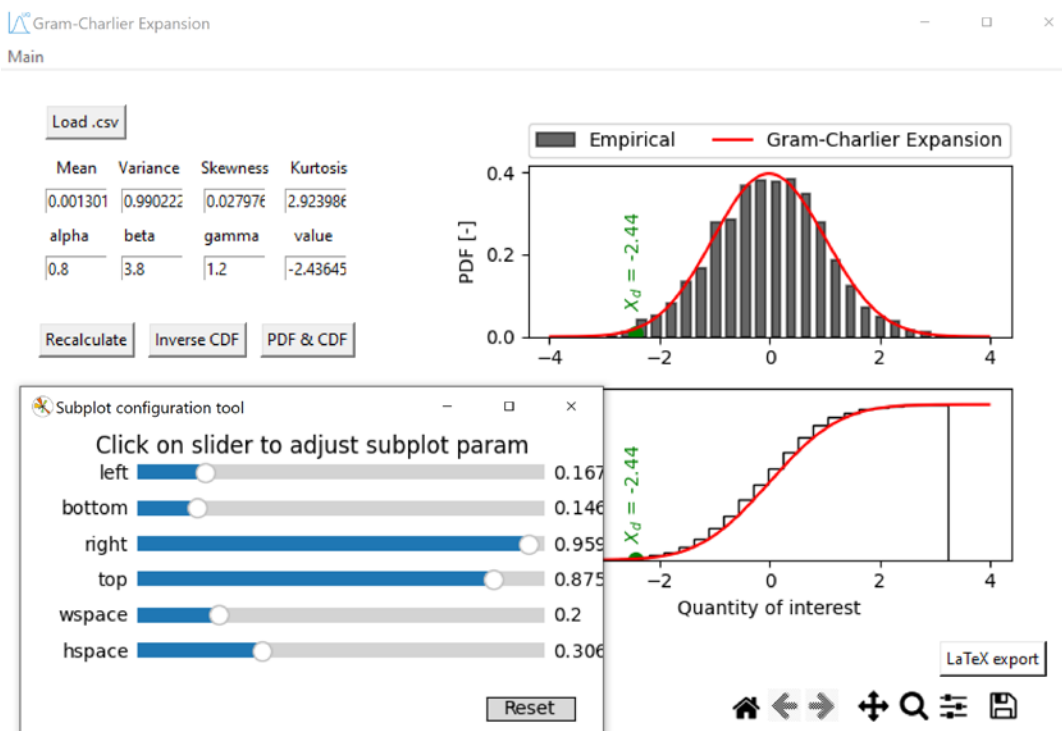 Gram-Charlier Expansion
Main
Load .csv
Mean Variance Skewness Kurtosis
0.001301 0.990222 0.027976 2.923986
alpha beta gamma value
0.8 3.8 1.2 -2.43645
Recalculate Inverse CDF PDF & CDF
Empirical Gram-Charlier Expansion
0.4
0.2
0.0
PDF [-]
X_d = -2.44
−4 −2 0 2 4
X_d = -2.44
−2 0 2 4
Quantity of interest
Subplot configuration tool
Click on slider to adjust subplot param
left 0.167
bottom 0.146
right 0.959
top 0.875
wspace 0.2
hspace 0.306
Reset
LaTeX export